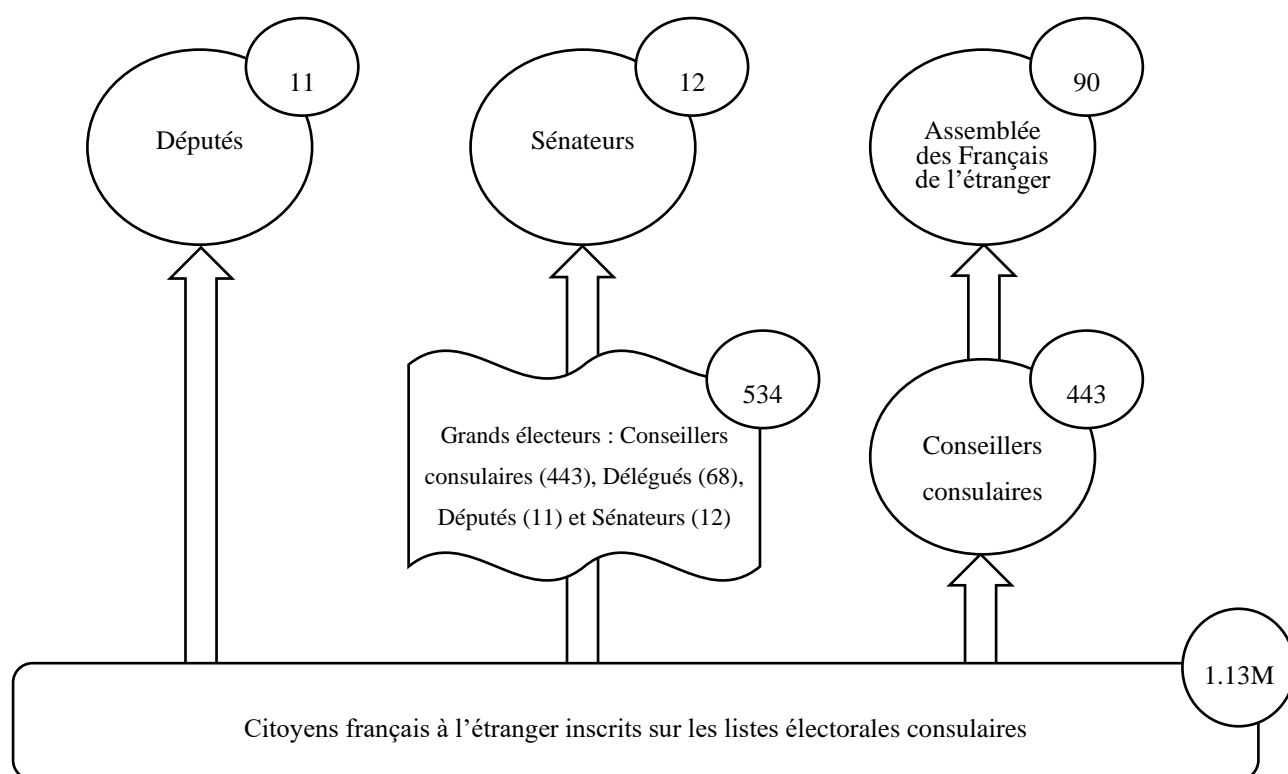 11
Députés
12
Sénateurs
90
Assemblée
des Français
de l’étranger
534
Grands électeurs : Conseillers
consulaires (443), Délégués (68),
Députés (11) et Sénateurs (12)
443
Conseillers
consulaires
1.13M
Citoyens français à l’étranger inscrits sur les listes électorales consulaires